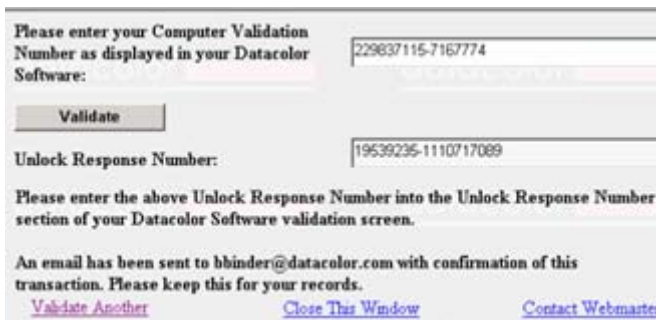 Please enter your Computer Validation
Number as displayed in your Datacolor
Software:
229837115-7167774
Validate
Unlock Response Number:
19539235-1110717089
Please enter the above Unlock Response Number into the Unlock Response Number
section of your Datacolor Software validation screen.
An email has been sent to bbinder@datacolor.com with confirmation of this
transaction. Please keep this for your records.
Validate Another Close This Window Contact Webmaste